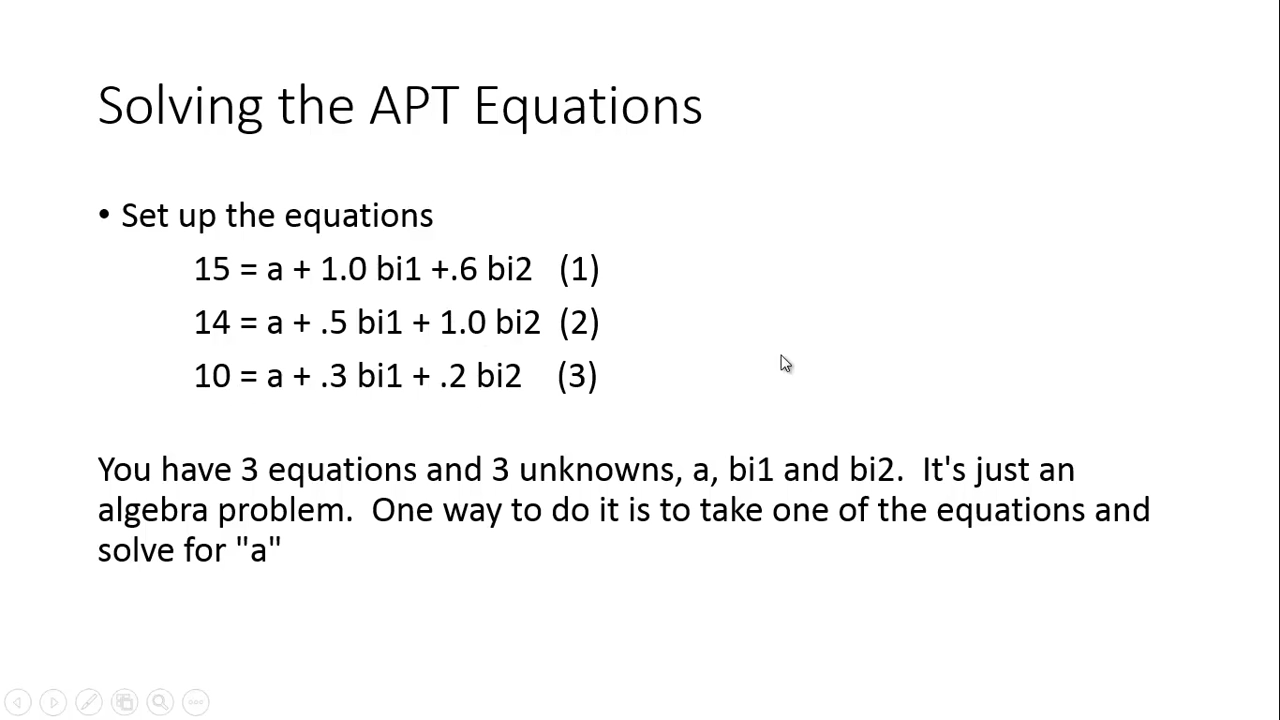 Solving the APT Equations
• Set up the equations
15 = a + 1.0 bi1 +.6 bi2 (1)
14 = a + .5 bi1 + 1.0 bi2 (2)
10 = a + .3 bi1 + .2 bi2 (3)
You have 3 equations and 3 unknowns, a, bi1 and bi2. It's just an
algebra problem. One way to do it is to take one of the equations and
solve for "a"